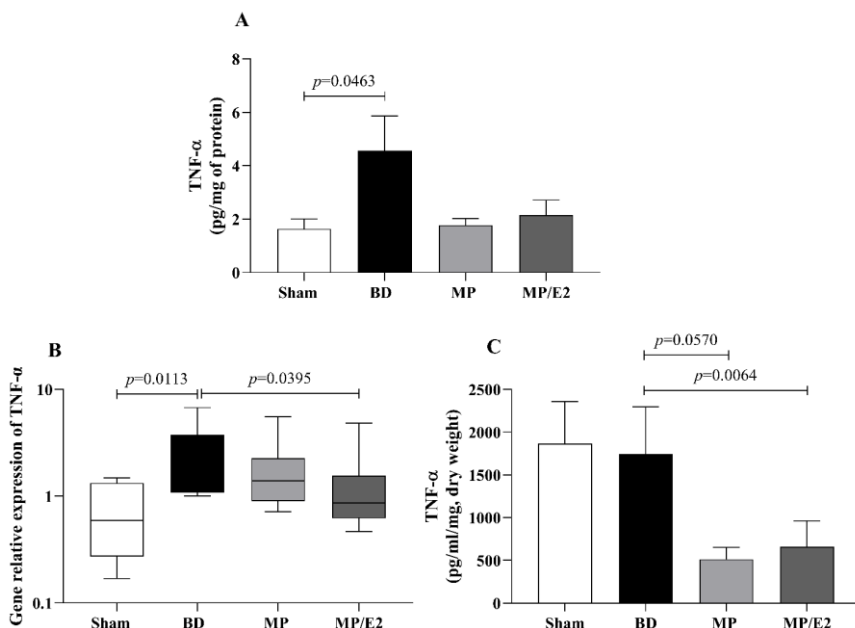 A
8
6
4
2
0
TNF-α
(pg/mg of protein)
p=0.0463
Sham BD MP MP/E2
B
Gene relative expression of TNF-α
10
1
0.1
p=0.0113
p=0.0395
Sham BD MP MP/E2
C
p=0.0570
p=0.0064
TNF-α
(pg/ml/mg, dry weight)
2500
2000
1500
1000
500
0
Sham BD MP MP/E2